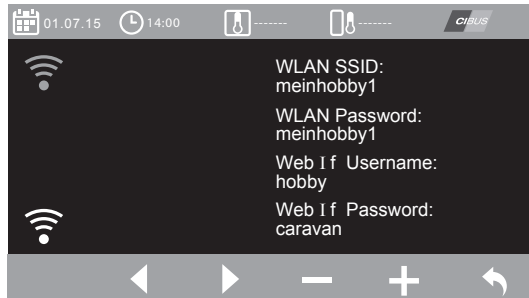 01.07.15 14:00 ------- ------- CIBUS
WLAN SSID:
meinhobby1
WLAN Password:
meinhobby1
Web If Username:
hobby
Web If Password:
caravan